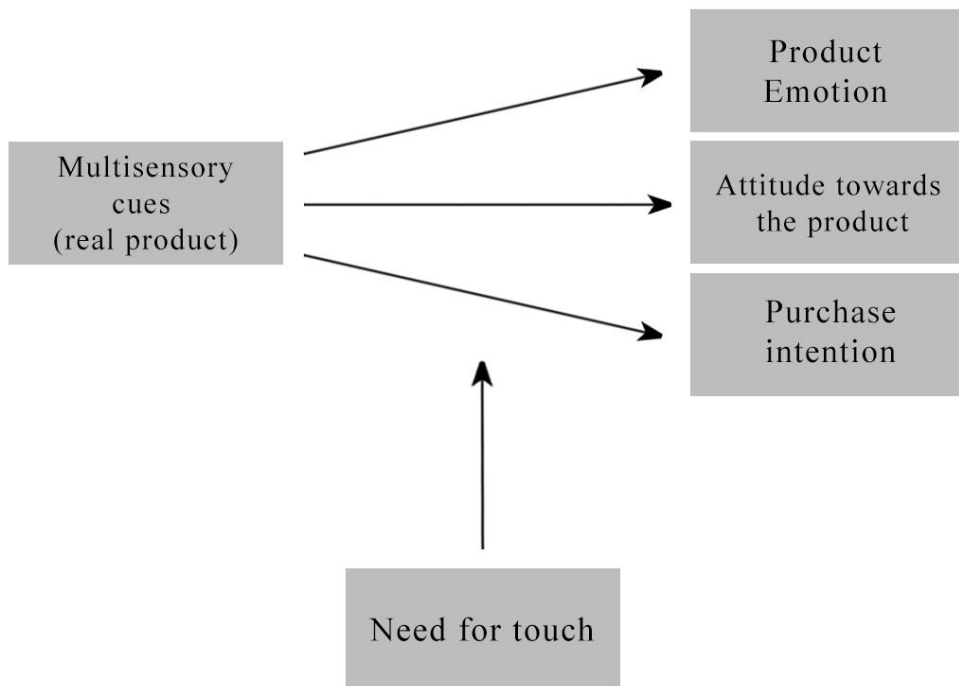 Product
Emotion
Multisensory
cues
(real product)
Attitude towards
the product
Purchase
intention
Need for touch